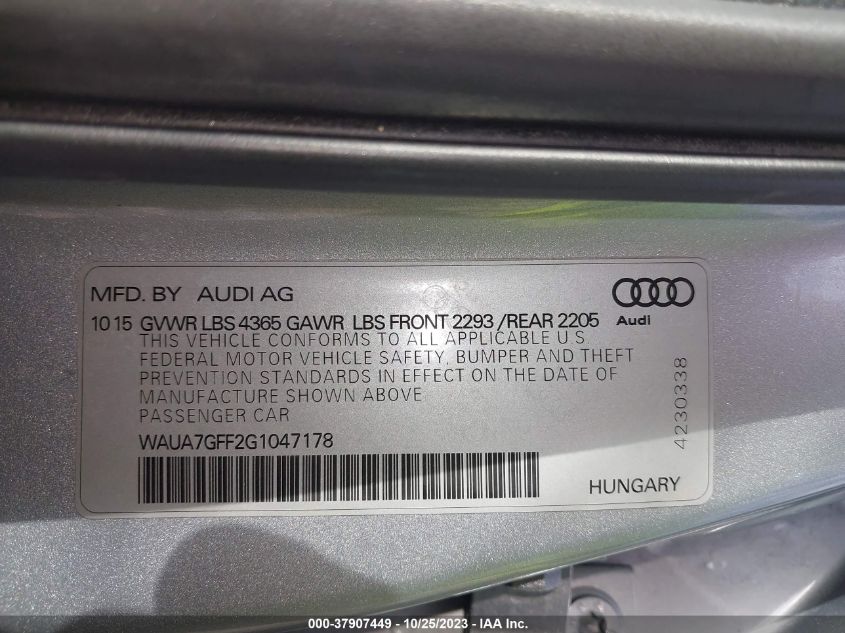 MFD. BY AUDI AG
10 15 GVWR LBS 4365 GAWR LBS FRONT 2293 /REAR 2205
Audi
THIS VEHICLE CONFORMS TO ALL APPLICABLE U S
FEDERAL MOTOR VEHICLE SAFETY, BUMPER AND THEFT
PREVENTION STANDARDS IN EFFECT ON THE DATE OF
MANUFACTURE SHOWN ABOVE
PASSENGER CAR
4230338
WAUA7GFF2G1047178
HUNGARY
000-37907449 - 10/25/2023 - IAA Inc.